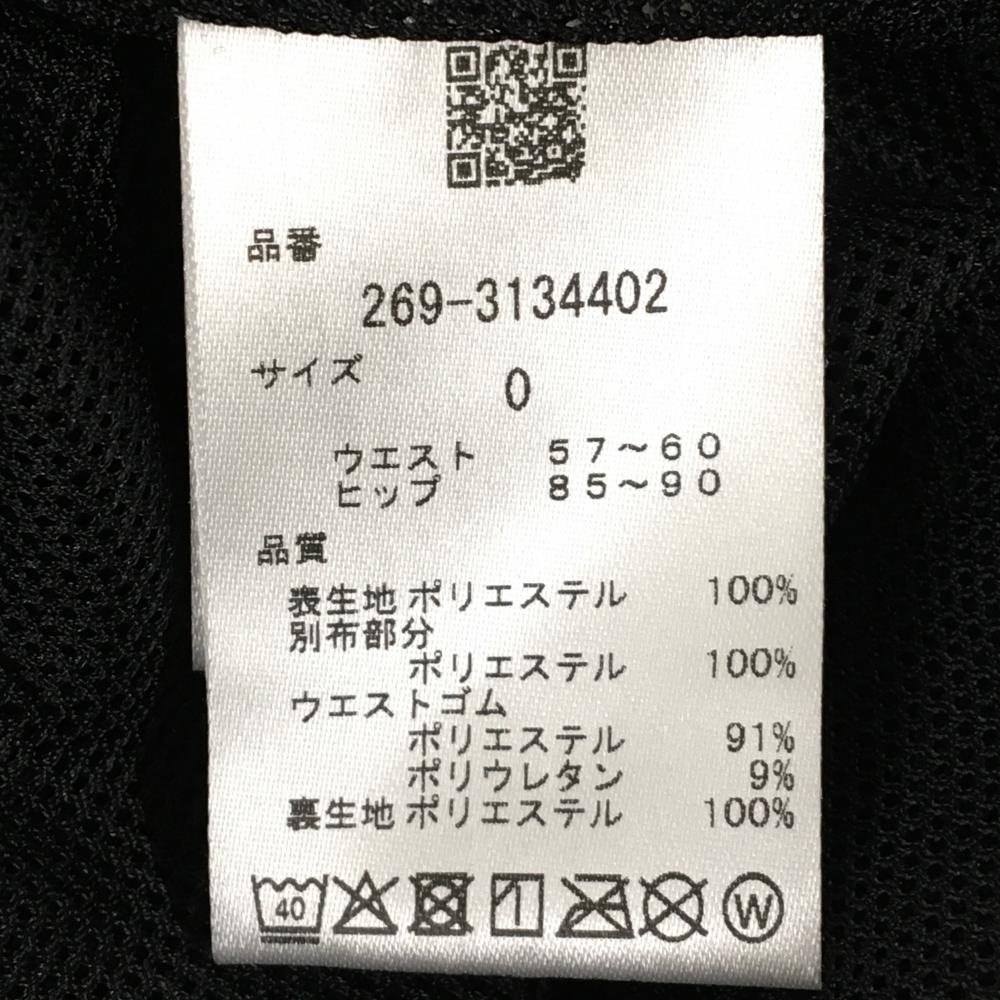 品番
269-3134402
サイズ 0
ウエスト 57～60
ヒップ 85～90
品質
表生地 ポリエステル 100%
別布部分
ポリエステル 100%
ウエストゴム
ポリエステル 91%
ポリウレタン 9%
裏生地 ポリエステル 100%
40 W